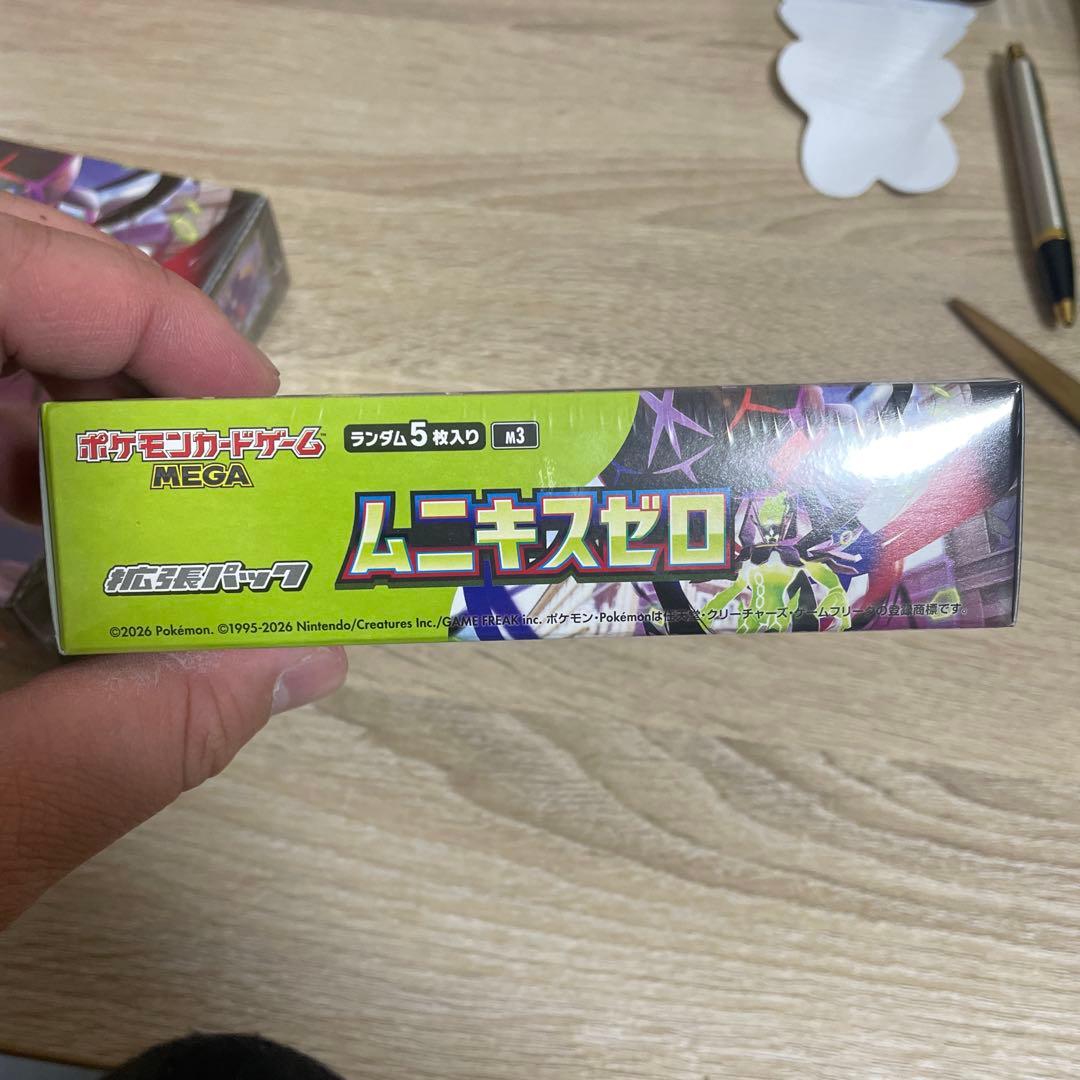 ポケモンカードゲーム
MEGA
ランダム5枚入り M3
ムニキスゼロ
拡張パック
©2026 Pokémon. ©1995-2026 Nintendo/Creatures Inc./GAME FREAK inc. ポケモン・Pokémonは任天堂・クリーチャーズ・ゲームフリークの登録商標です。